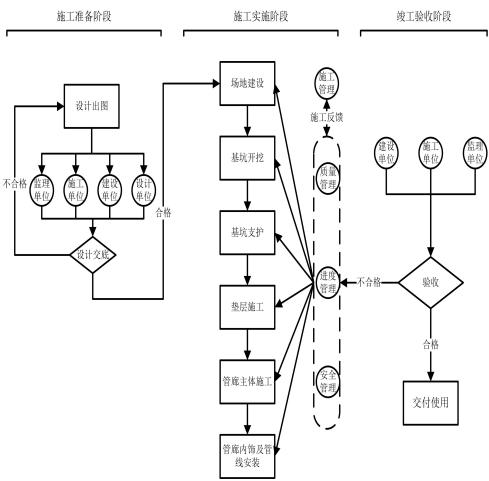 施工准备阶段
施工实施阶段
竣工验收阶段
设计出图
不合格
监理
单位
施工
单位
建设
单位
设计
单位
合格
设计交底
场地建设
基坑开挖
基坑支护
垫层施工
管廊主体施工
管廊内饰及管
线安装
施工
管理
施工反馈
质量
管理
进度
管理
安全
管理
建设
单位
施工
单位
监理
单位
不合格
验收
合格
交付使用